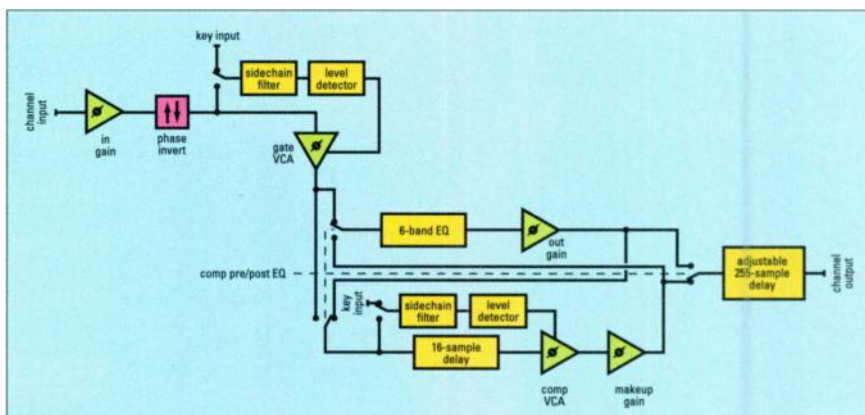 key input
sidechain
filter
level
detector
channel
input
in
gain
phase
invert
gate
VCA
6-band EQ
out
gain
comp pre/post EQ
adjustable
255-sample
delay
channel
output
key
input
sidechain
filter
level
detector
16-sample
delay
comp
VCA
makeup
gain